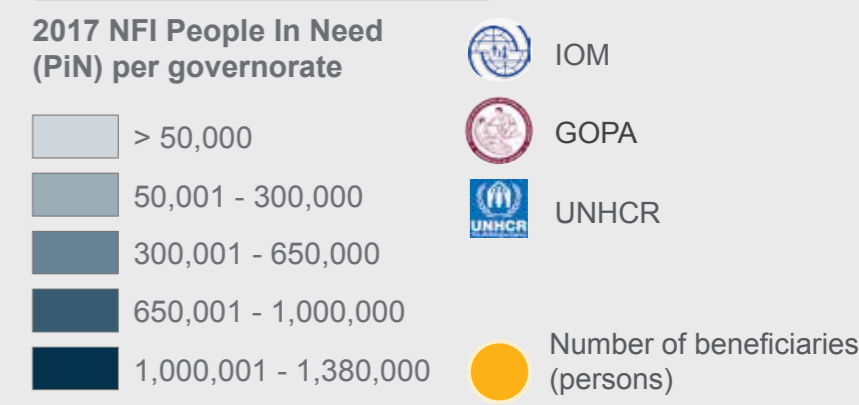 2017 NFI People In Need
(PiN) per governorate
> 50,000
50,001 - 300,000
300,001 - 650,000
650,001 - 1,000,000
1,000,001 - 1,380,000
IOM
GOPA
UNHCR
UNHCR
Number of beneficiaries
(persons)